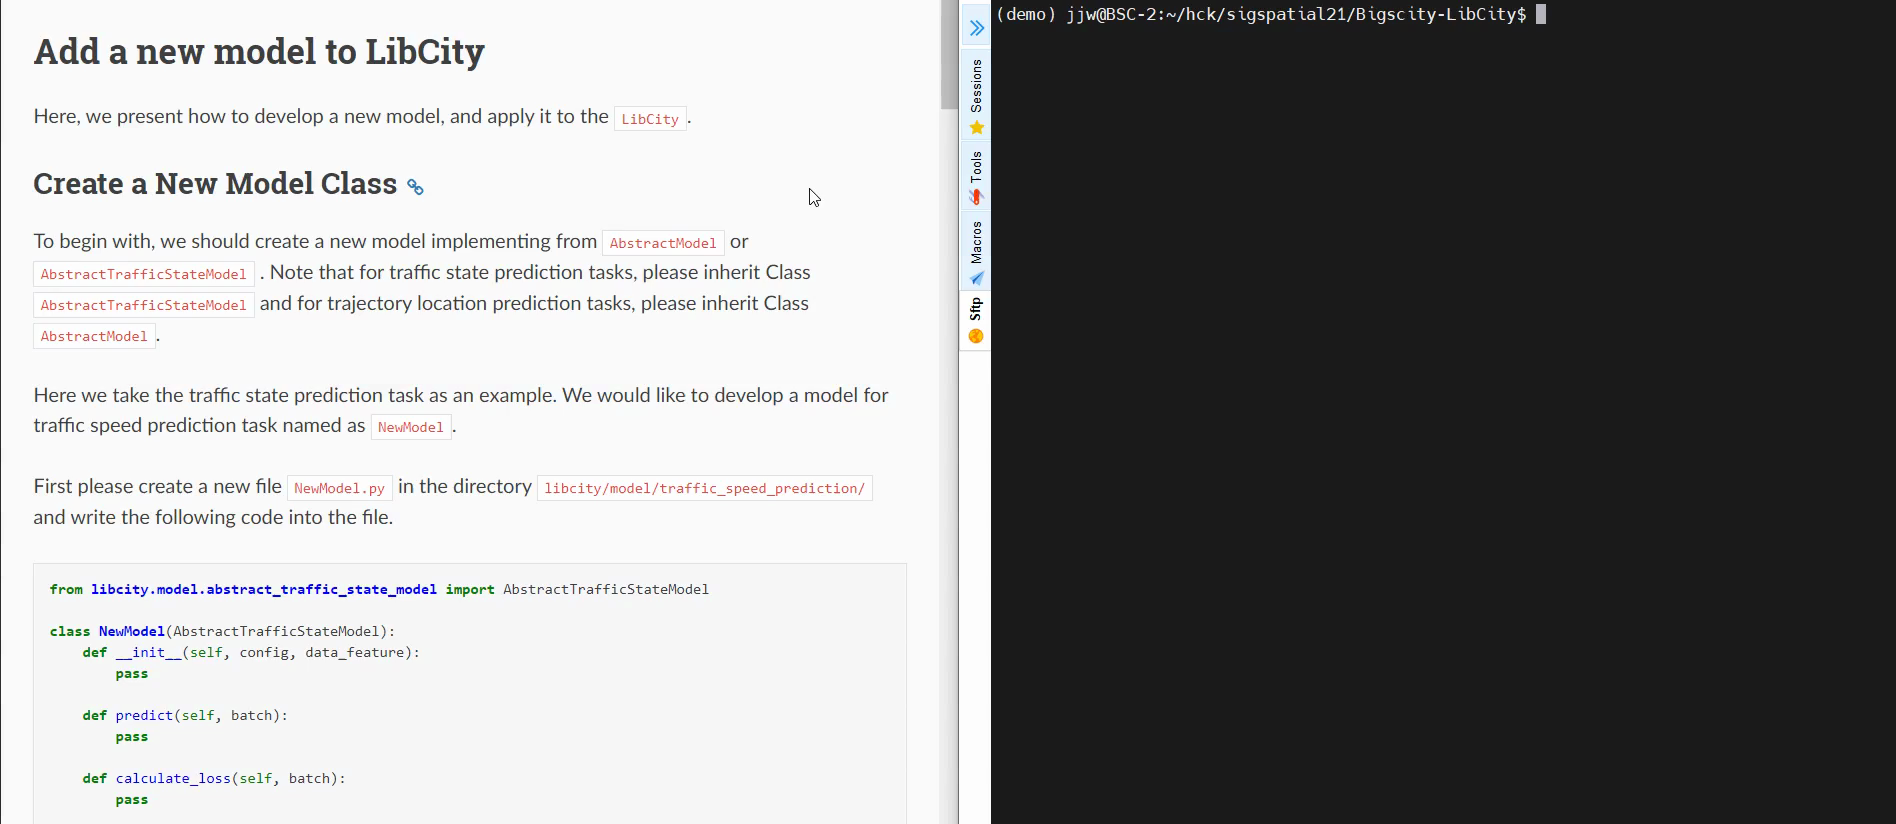 Add a new model to LibCity
Here, we present how to develop a new model, and apply it to the LibCity .
Create a New Model Class
To begin with, we should create a new model implementing from AbstractModel or
AbstractTrafficStateModel . Note that for traffic state prediction tasks, please inherit Class
AbstractTrafficStateModel and for trajectory location prediction tasks, please inherit Class
AbstractModel .
Here we take the traffic state prediction task as an example. We would like to develop a model for
traffic speed prediction task named as NewModel .
First please create a new file NewModel.py in the directory libcity/model/traffic_speed_prediction/
and write the following code into the file.
from libcity.model.abstract_traffic_state_model import AbstractTrafficStateModel
class NewModel(AbstractTrafficStateModel):
    def __init__(self, config, data_feature):
        pass
    def predict(self, batch):
        pass
    def calculate_loss(self, batch):
        pass
Sessions
Tools
Macros
Sftp
(demo) jjw@BSC-2:~/hck/sigspatial21/Bigscity-LibCity$